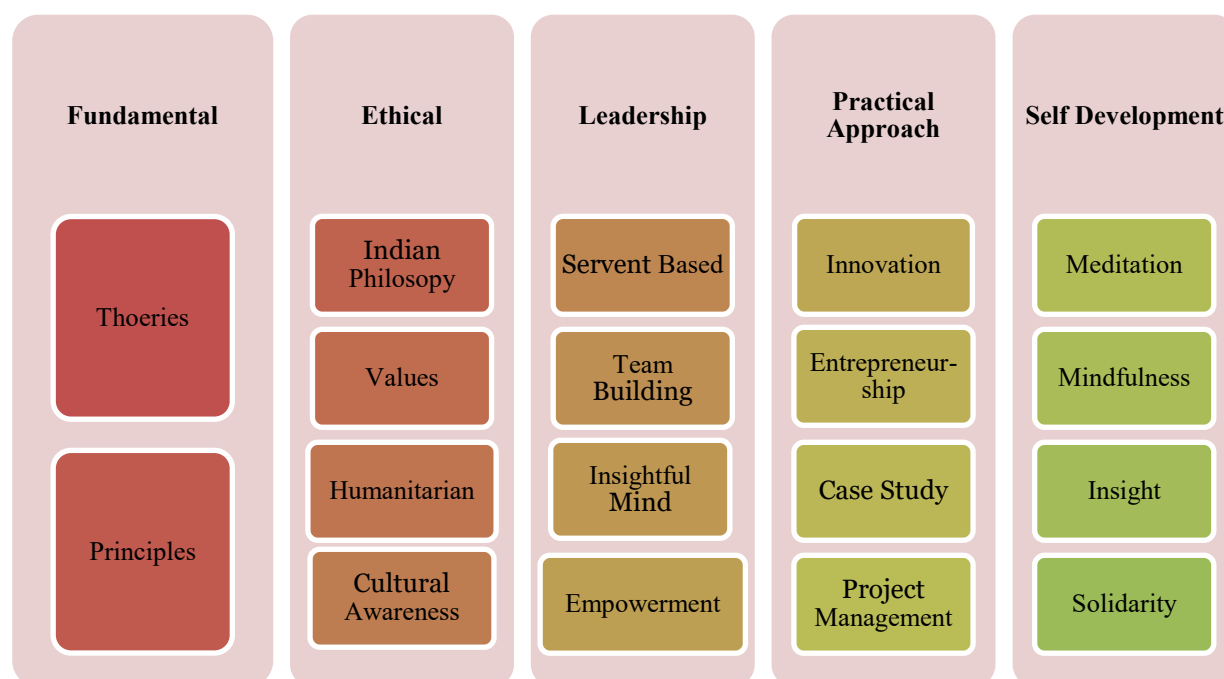 Fundamental
Thoeries
Principles
Ethical
Indian
Philosopy
Values
Humanitarian
Cultural
Awareness
Leadership
Servent Based
Team
Building
Insightful
Mind
Empowerment
Practical
Approach
Innovation
Entrepreneur-
ship
Case Study
Project
Management
Self Development
Meditation
Mindfulness
Insight
Solidarity